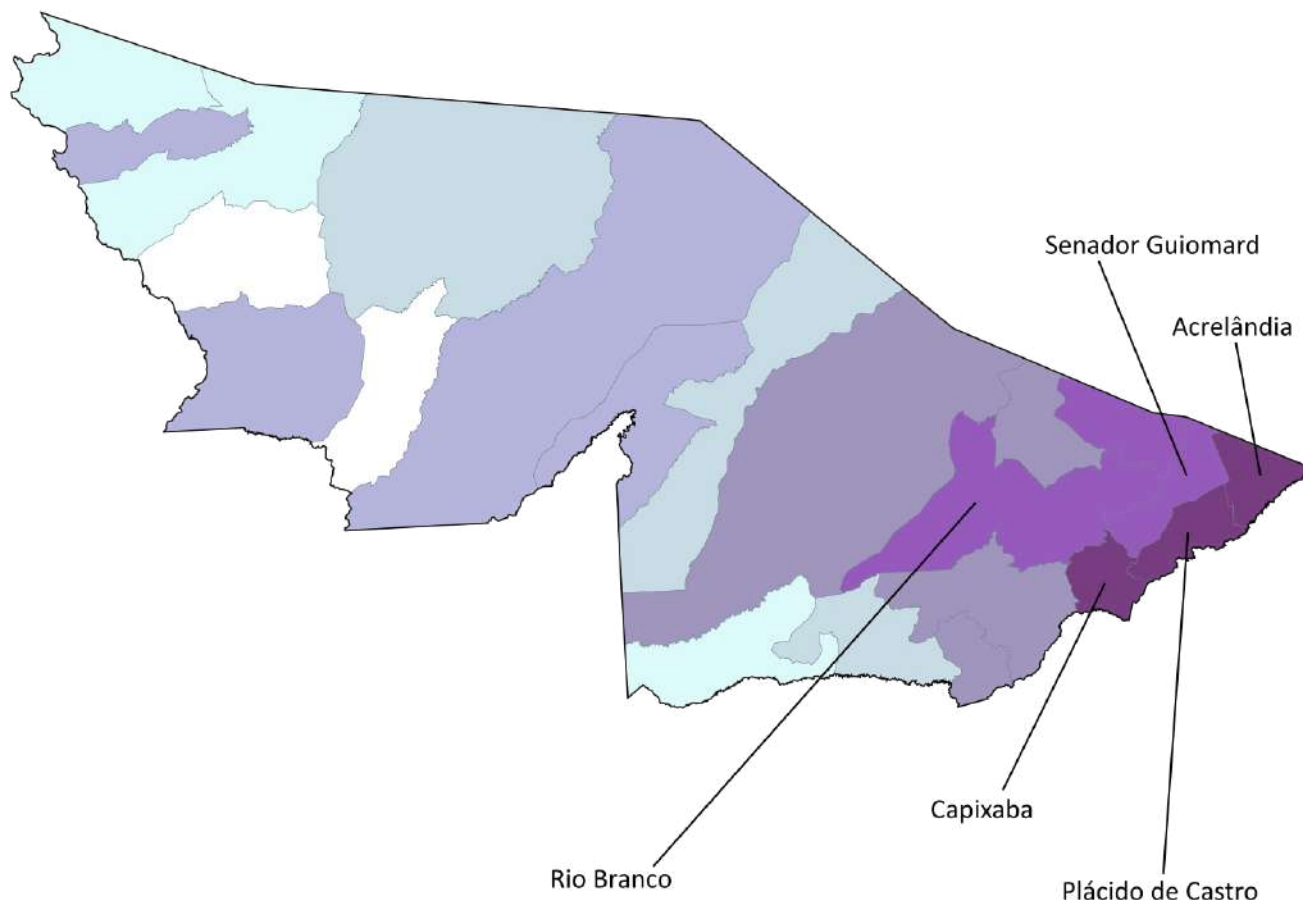 Senador Guiomard
Acrelândia
Capixaba
Rio Branco
Plácido de Castro